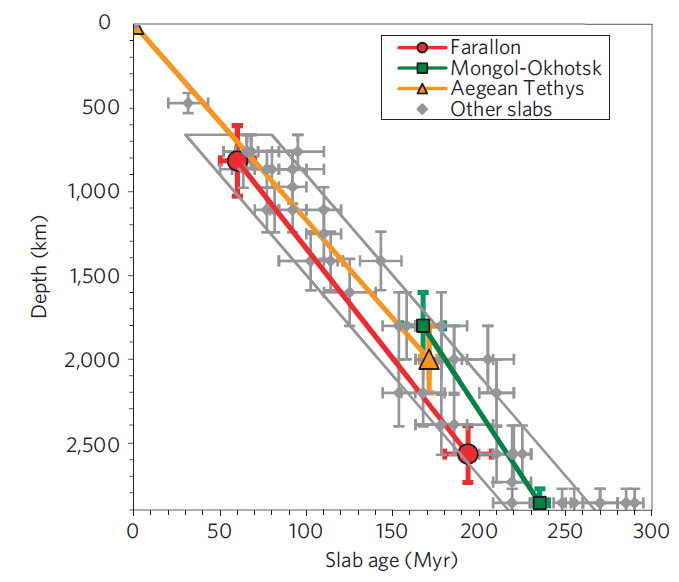 0
500
1,000
1,500
2,000
2,500
Depth (km)
Farallon
Mongol-Okhotsk
Aegean Tethys
Other slabs
0 50 100 150 200 250 300
Slab age (Myr)